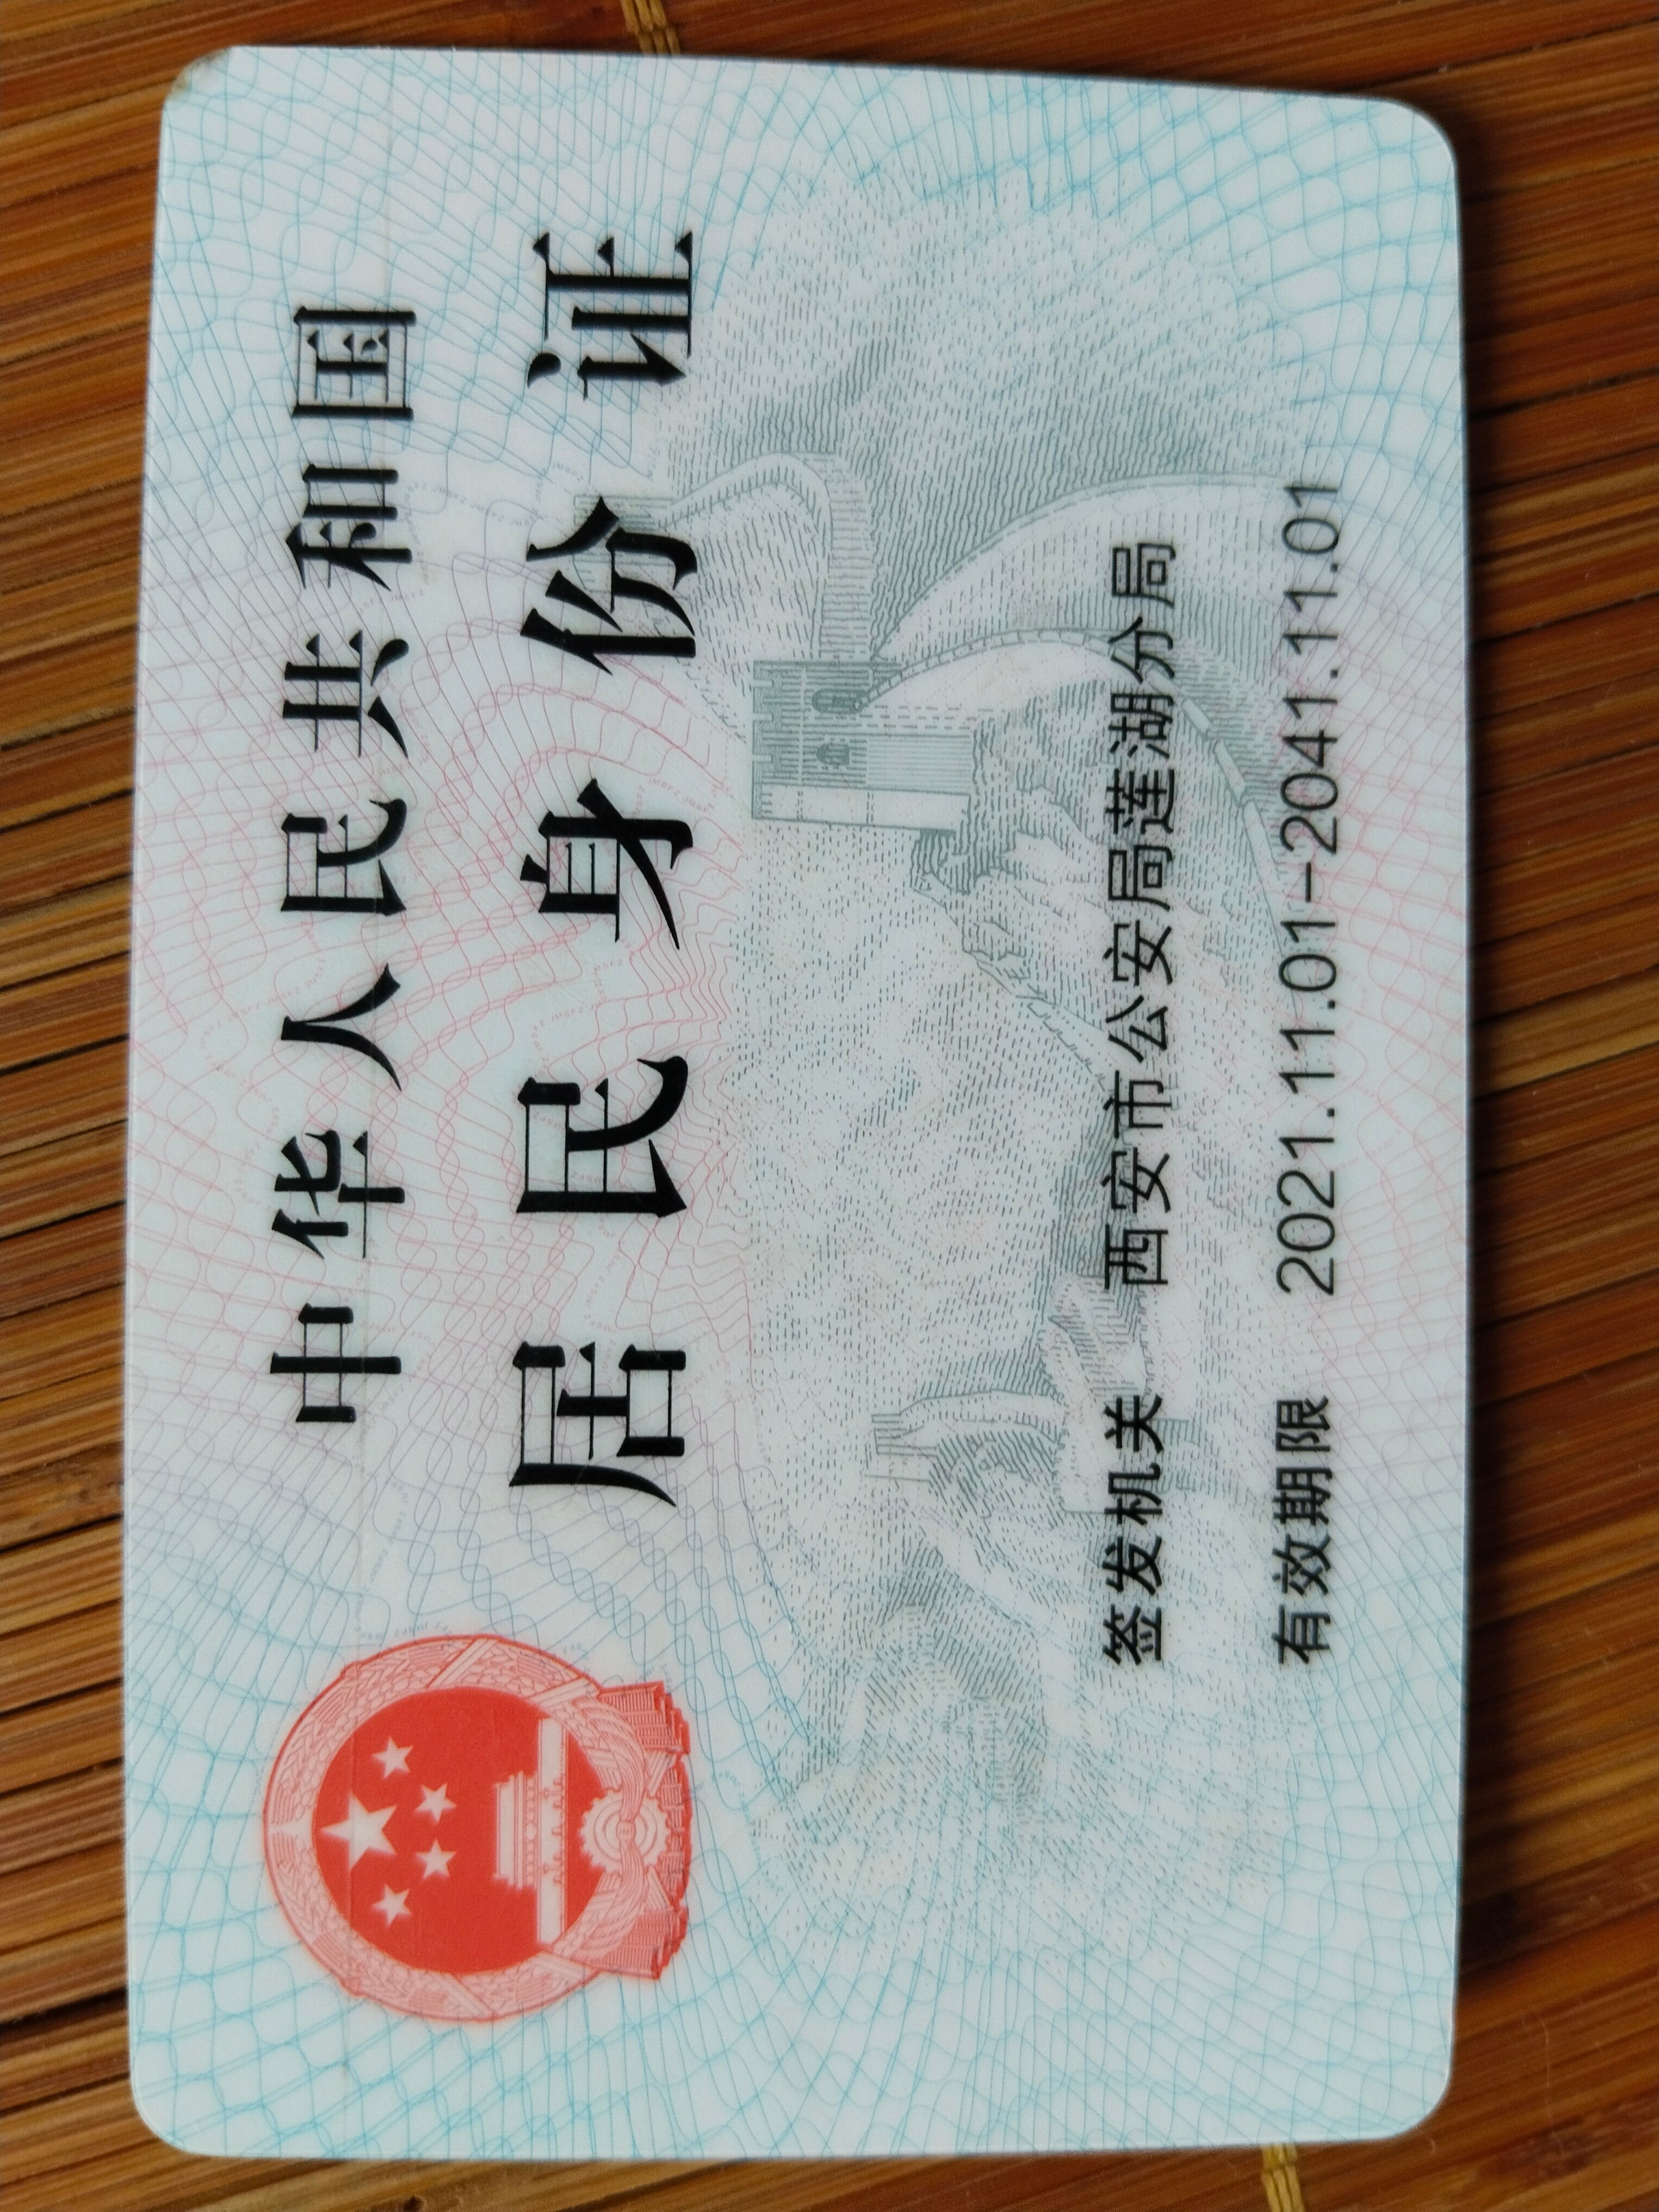 中华人民共和国
居民身份证
签发机关 西安市公安局莲湖分局
有效期限 2021.11.01-2041.11.01